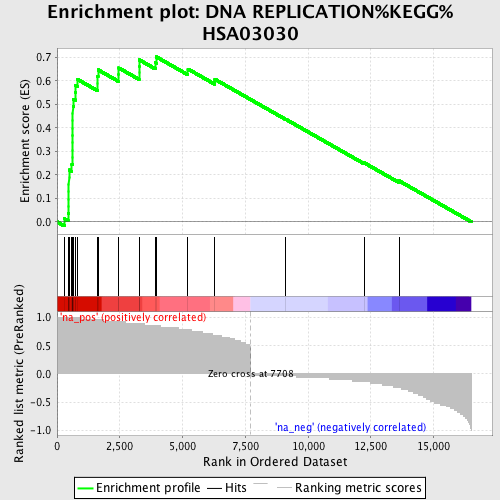 Enrichment plot: DNA REPLICATION%KEGG%
HSA03030
Enrichment score (ES)
0.7
0.6
0.5
0.4
0.3
0.2
0.1
0.0
'na_pos' (positively correlated)
Ranked list metric (PreRanked)
1.0
0.5
0.0
-0.5
-1.0
Zero cross at 7708
'na_neg' (negatively correlated)
0
2,500
5,000
7,500
10,000
12,500
15,000
Rank in Ordered Dataset
Enrichment profile
Hits
Ranking metric scores